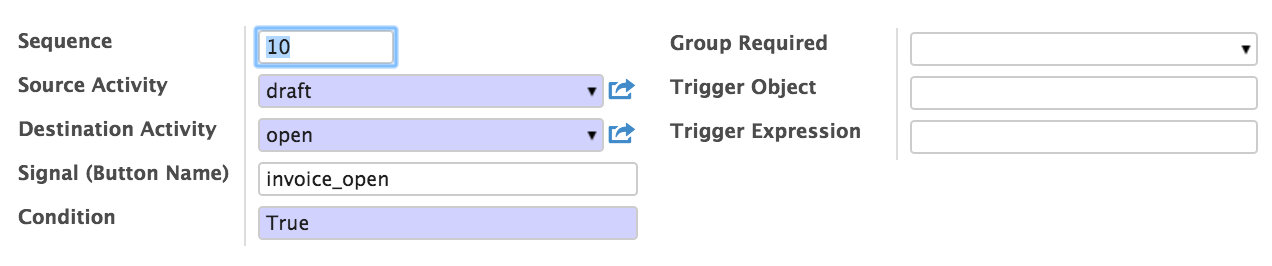 Sequence 10
Source Activity draft
Destination Activity open
Signal (Button Name) invoice_open
Condition True
Group Required
Trigger Object
Trigger Expression